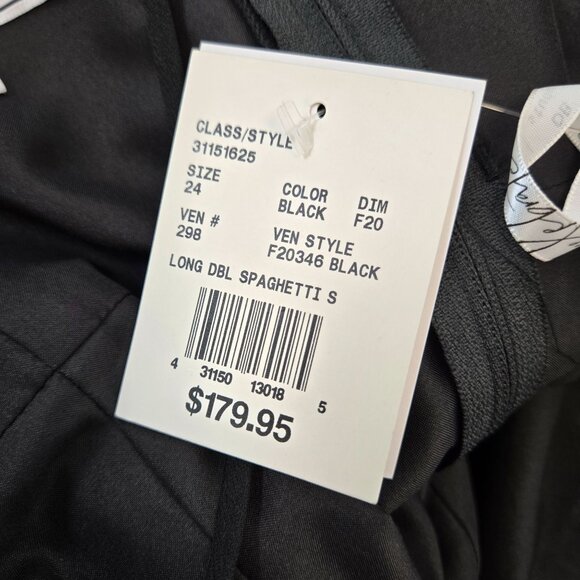 CLASS/STYLE
31151625
SIZE COLOR DIM
24 BLACK F20
VEN # VEN STYLE
298 F20346 BLACK
LONG DBL SPAGHETTI S
4 31150 13018 5
$179.95